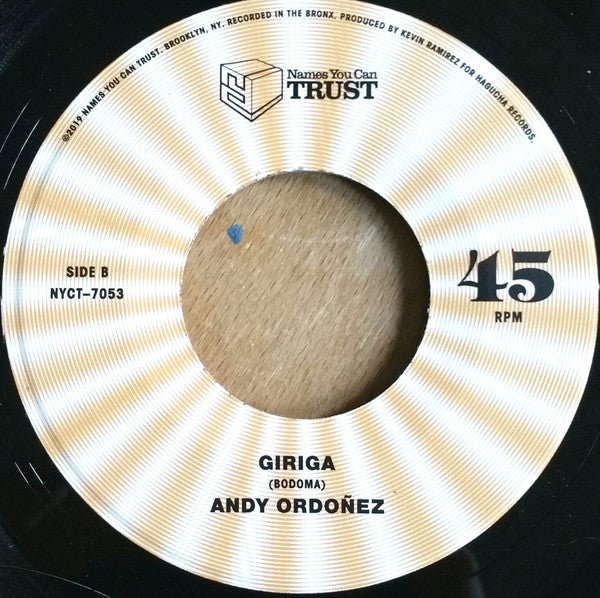 ©2019 NAMES YOU CAN TRUST. BROOKLYN, NY. RECORDED IN THE BRONX. PRODUCED BY KEVIN RAMIREZ FOR HAGUCHA RECORDS.
Names You Can
TRUST
SIDE B
NYCT-7053
45
RPM
GIRIGA
(BODOMA)
ANDY ORDOÑEZ